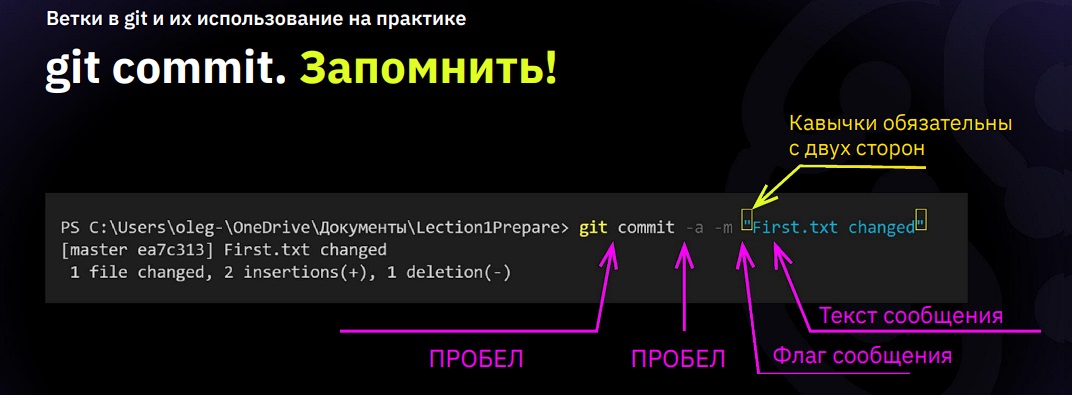 Ветки в git и их использование на практике
git commit. Запомнить!
Кавычки обязательны
с двух сторон
PS C:\Users\oleg-\OneDrive\Документы\Lection1Prepare> git commit -a -m "First.txt changed"
[master ea7c313] First.txt changed
1 file changed, 2 insertions(+), 1 deletion(-)
Текст сообщения
ПРОБЕЛ
ПРОБЕЛ
Флаг сообщения